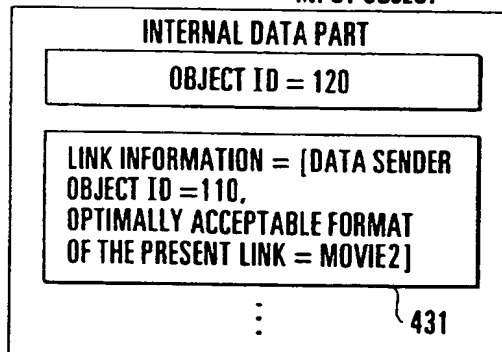 INTERNAL DATA PART
OBJECT ID = 120
LINK INFORMATION = [DATA SENDER
OBJECT ID =110,
OPTIMALLY ACCEPTABLE FORMAT
OF THE PRESENT LINK = MOVIE2]
431